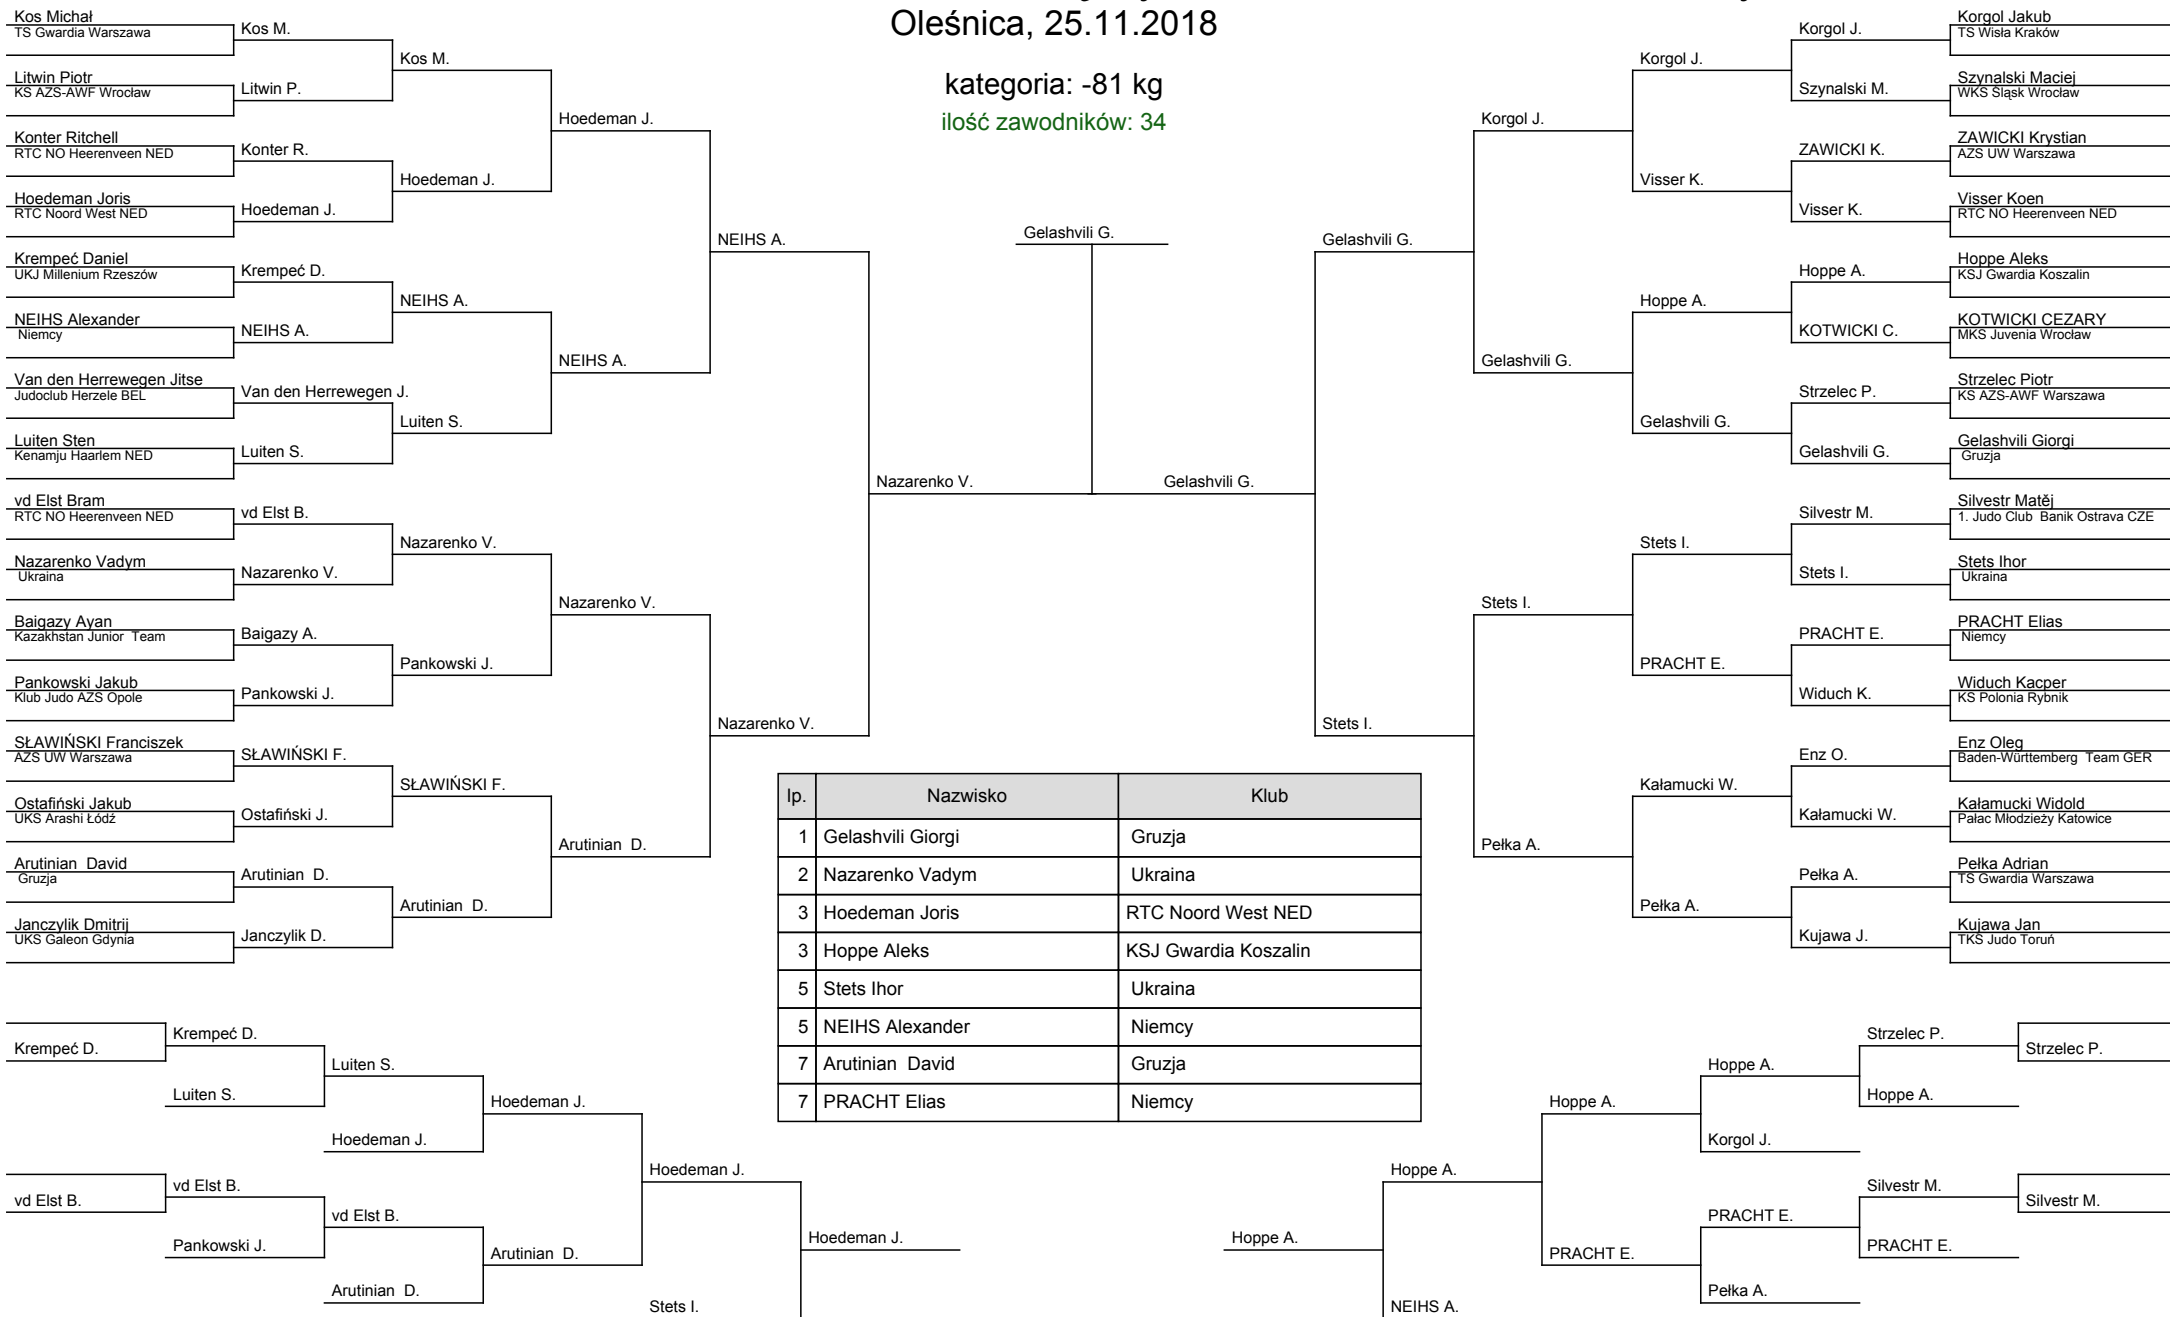 Oleśnica, 25.11.2018
kategoria: -81 kg
ilość zawodników: 34
Kos Michał
TS Gwardia Warszawa
Litwin Piotr
KS AZS-AWF Wrocław
Konter Ritchell
RTC NO Heerenveen NED
Hoedeman Joris
RTC Noord West NED
Krempeć Daniel
UKJ Millenium Rzeszów
NEIHS Alexander
Niemcy
Van den Herrewegen Jitse
Judoclub Herzele BEL
Luiten Sten
Kenamju Haarlem NED
vd Elst Bram
RTC NO Heerenveen NED
Nazarenko Vadym
Ukraina
Baigazy Ayan
Kazakhstan Junior Team
Pankowski Jakub
Klub Judo AZS Opole
SŁAWIŃSKI Franciszek
AZS UW Warszawa
Ostafiński Jakub
UKS Arashi Łódź
Arutinian David
Gruzja
Janczylik Dmitrij
UKS Galeon Gdynia
Kos M.
Litwin P.
Konter R.
Hoedeman J.
Krempeć D.
NEIHS A.
Van den Herrewegen J.
Luiten S.
vd Elst B.
Nazarenko V.
Baigazy A.
Pankowski J.
SŁAWIŃSKI F.
Ostafiński J.
Arutinian D.
Janczylik D.
Kos M.
Hoedeman J.
NEIHS A.
Luiten S.
Nazarenko V.
Pankowski J.
SŁAWIŃSKI F.
Arutinian D.
Hoedeman J.
NEIHS A.
Nazarenko V.
Arutinian D.
NEIHS A.
Nazarenko V.
Nazarenko V.
Gelashvili G.
Gelashvili G.
Gelashvili G.
Stets I.
Korgol J.
Gelashvili G.
Stets I.
Pełka A.
Korgol J.
Visser K.
Hoppe A.
Gelashvili G.
Stets I.
PRACHT E.
Kałamucki W.
Pełka A.
Korgol J.
Szynalski M.
ZAWICKI K.
Visser K.
Hoppe A.
KOTWICKI C.
Strzelec P.
Gelashvili G.
Silvestr M.
Stets I.
PRACHT E.
Widuch K.
Enz O.
Kałamucki W.
Pełka A.
Kujawa J.
Korgol Jakub
TS Wisła Kraków
Szynalski Maciej
WKS Śląsk Wrocław
ZAWICKI Krystian
AZS UW Warszawa
Visser Koen
RTC NO Heerenveen NED
Hoppe Aleks
KSJ Gwardia Koszalin
KOTWICKI CEZARY
MKS Juvenia Wrocław
Strzelec Piotr
KS AZS-AWF Warszawa
Gelashvili Giorgi
Gruzja
Silvestr Matěj
1. Judo Club Banik Ostrava CZE
Stets Ihor
Ukraina
PRACHT Elias
Niemcy
Widuch Kacper
KS Polonia Rybnik
Enz Oleg
Baden-Württemberg Team GER
Kałamucki Widold
Pałac Młodzieży Katowice
Pełka Adrian
TS Gwardia Warszawa
Kujawa Jan
TKS Judo Toruń
lp. Nazwisko Klub
1 Gelashvili Giorgi Gruzja
2 Nazarenko Vadym Ukraina
3 Hoedeman Joris RTC Noord West NED
3 Hoppe Aleks KSJ Gwardia Koszalin
5 Stets Ihor Ukraina
5 NEIHS Alexander Niemcy
7 Arutinian David Gruzja
7 PRACHT Elias Niemcy
Krempeć D.
vd Elst B.
Krempeć D.
Luiten S.
vd Elst B.
Pankowski J.
Luiten S.
Hoedeman J.
vd Elst B.
Arutinian D.
Hoedeman J.
Arutinian D.
Hoedeman J.
Stets I.
Hoedeman J.
Hoppe A.
Hoppe A.
NEIHS A.
Hoppe A.
PRACHT E.
Hoppe A.
Korgol J.
PRACHT E.
Pełka A.
Strzelec P.
Hoppe A.
Silvestr M.
PRACHT E.
Strzelec P.
Silvestr M.